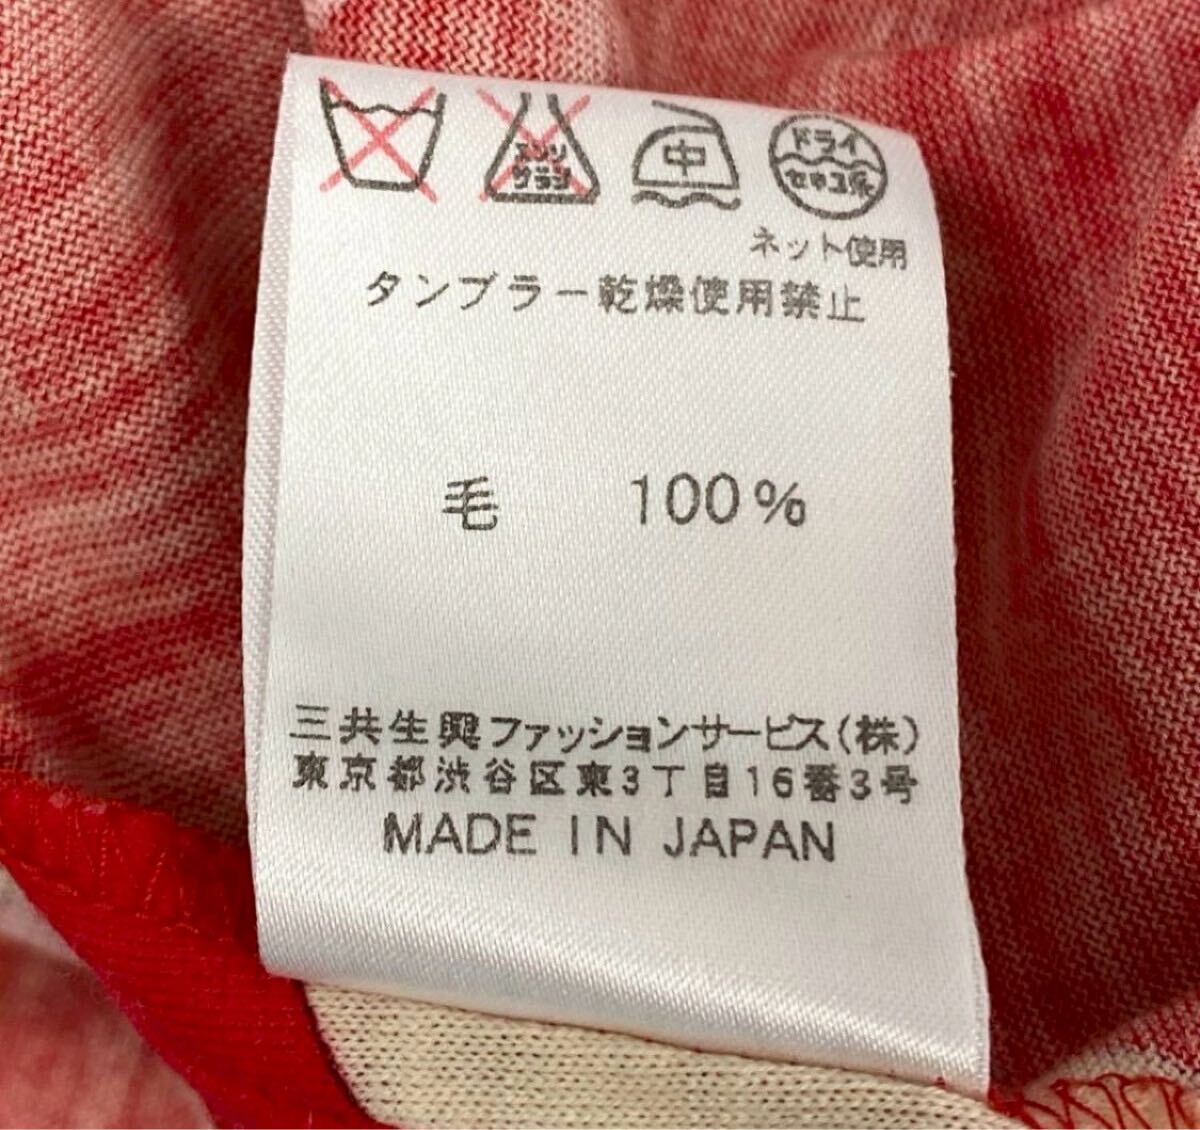 エンソ
サラシ
中
ドライ
セキユ系
ネット使用
タンブラー乾燥使用禁止
毛 100%
三共生興ファッションサービス(株)
東京都渋谷区東3丁目16番3号
MADE IN JAPAN